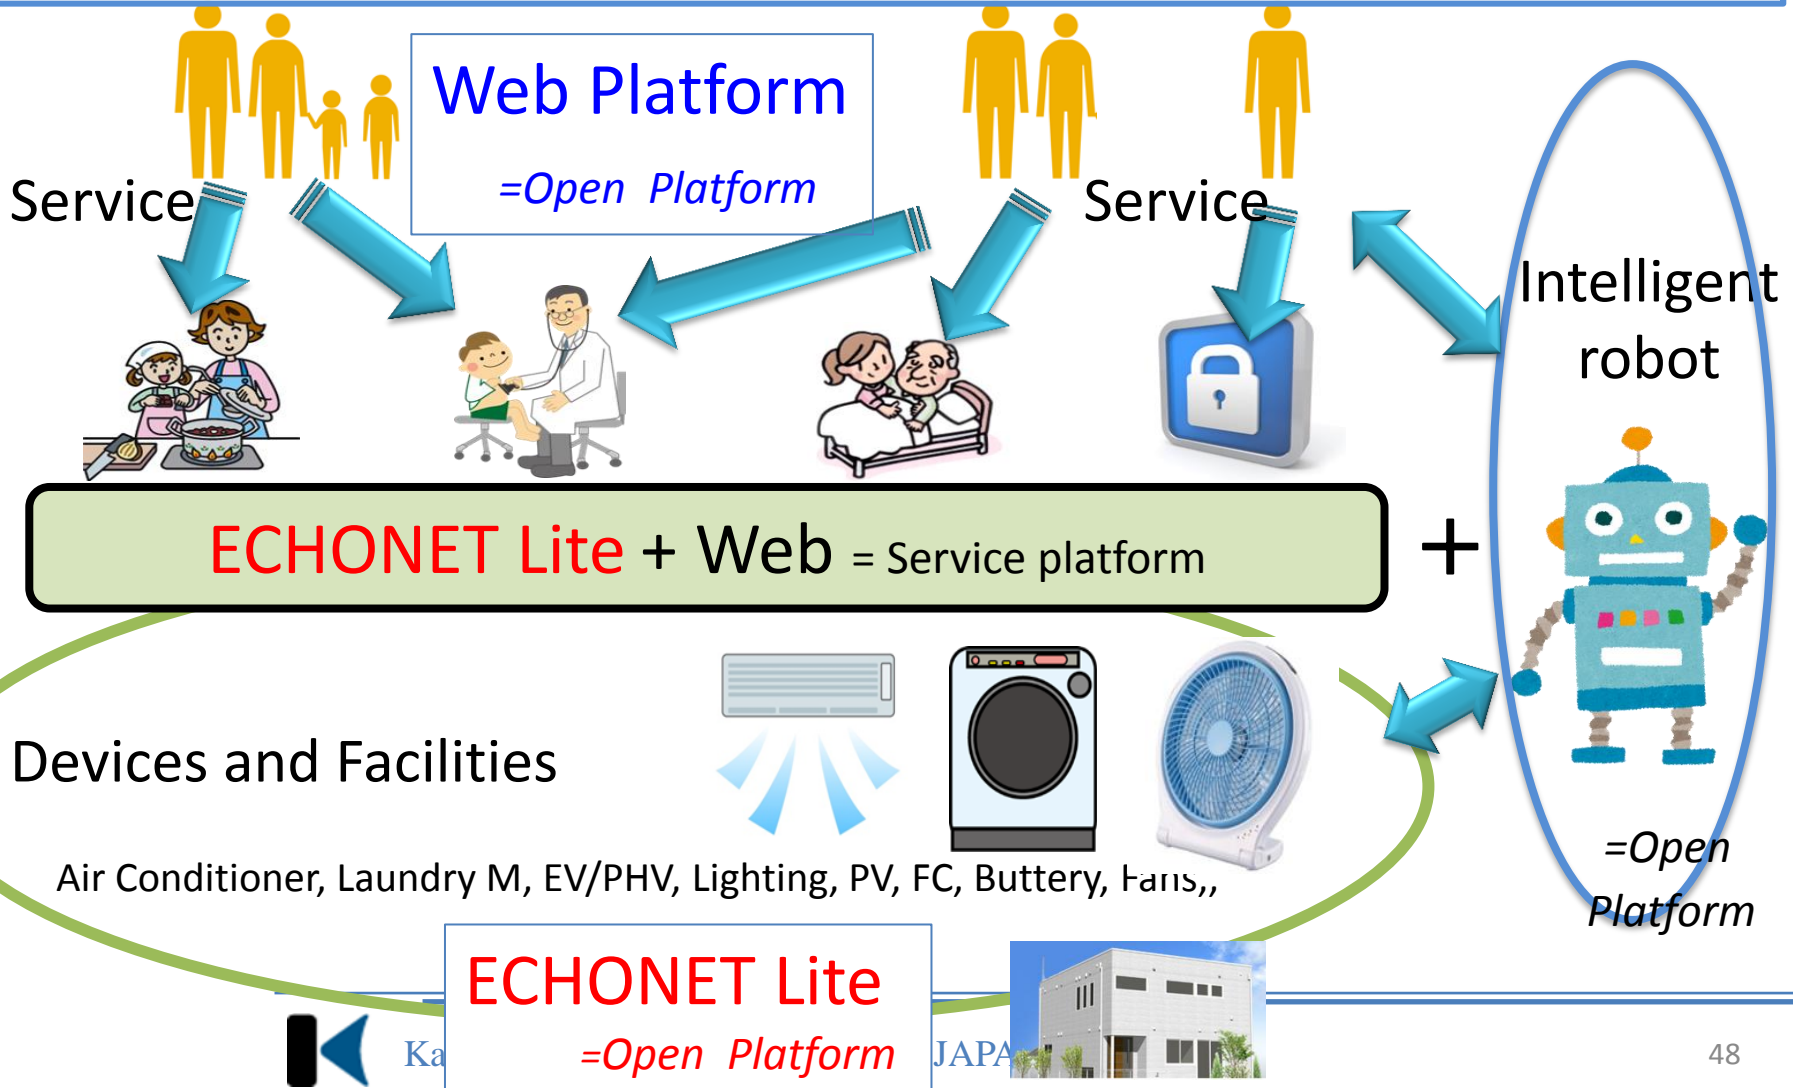 Web Platform
=Open Platform
Service
Service
Intelligent
robot
ECHONET Lite + Web = Service platform
+
Devices and Facilities
Air Conditioner, Laundry M, EV/PHV, Lighting, PV, FC, Buttery, Fans,,
=Open
Platform
ECHONET Lite
=Open Platform
48